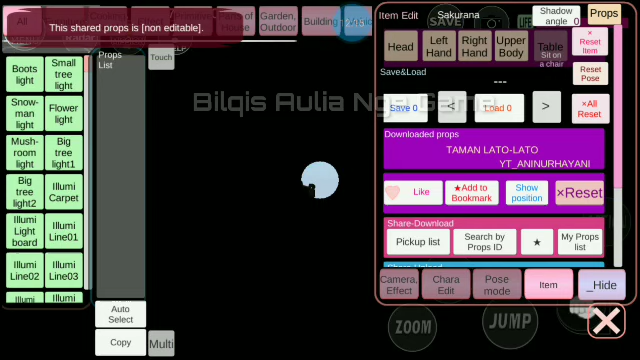 This shared props is [non editable].
All
Garden,
Outdoor
Building
Props
List
Touch
Boots
light
Small
tree
light
Snow-
man
light
Flower
light
Mush-
room
light
Big
tree
light1
Big
tree
light2
Illumi
Carpet
Illumi
Light
board
Illumi
Line01
Illumi
Line02
Illumi
Line03
Illumi
Illumi
Auto
Select
Copy
Multi
Bilqis Aulia Nga Game
Item Edit
Sakurana
Shadow
angle
0
Props
SAVE
Head
Left
Hand
Right
Hand
Upper
Body
Table
Sit on
a chair
×
Reset
Item
Reset
Pose
Save&Load
---
Save 0
<
Load 0
>
×All
Reset
Downloaded props
TAMAN LATO-LATO
YT_ANINURHAYANI
Like
★Add to
Bookmark
Show
position
×Reset
Share-Download
Pickup list
Search by
Props ID
★
My Props
list
Share-Upload
Camera,
Effect
Chara
Edit
Pose
mode
Item
_Hide
ZOOM
JUMP